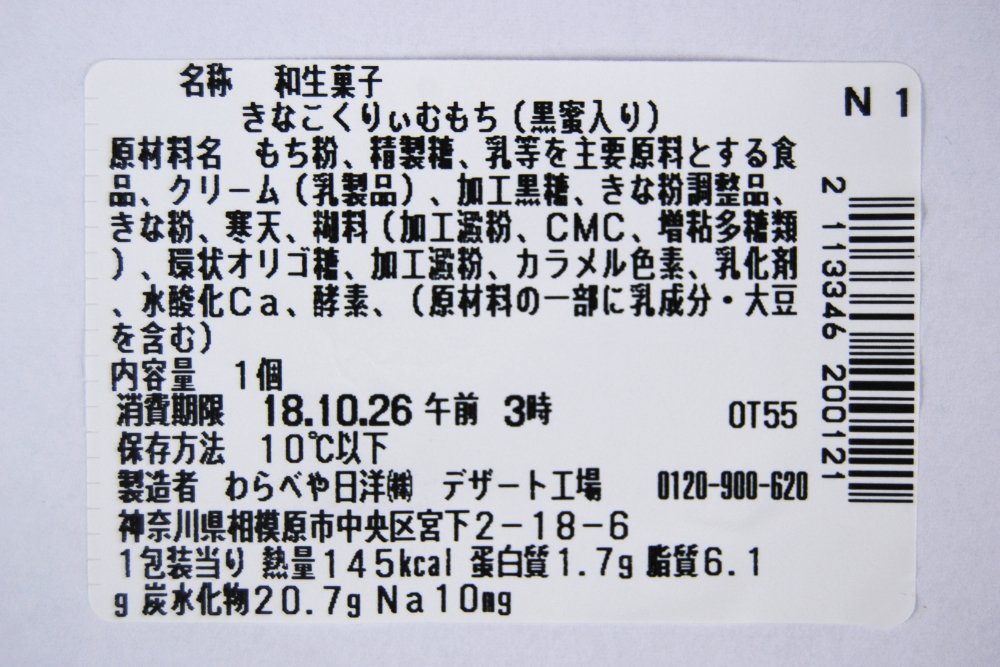 名称 和生菓子
きなこくりぃむもち（黒蜜入り）
N 1
原材料名 もち粉、精製糖、乳等を主要原料とする食
品、クリーム（乳製品）、加工黒糖、きな粉調整品、
きな粉、寒天、糊料（加工澱粉、CMC、増粘多糖類
）、環状オリゴ糖、加工澱粉、カラメル色素、乳化剤
、水酸化Ca、酵素、（原材料の一部に乳成分・大豆
を含む）
内容量 1個
消費期限 18.10.26 午前 3時 OT55
保存方法 10℃以下
製造者 わらべや日洋㈱ デザート工場 0120-900-620
神奈川県相模原市中央区宮下2－18－6
1包装当り 熱量145kcal 蛋白質1.7g 脂質6.1
g 炭水化物20.7g Na10mg
2 113346 200121